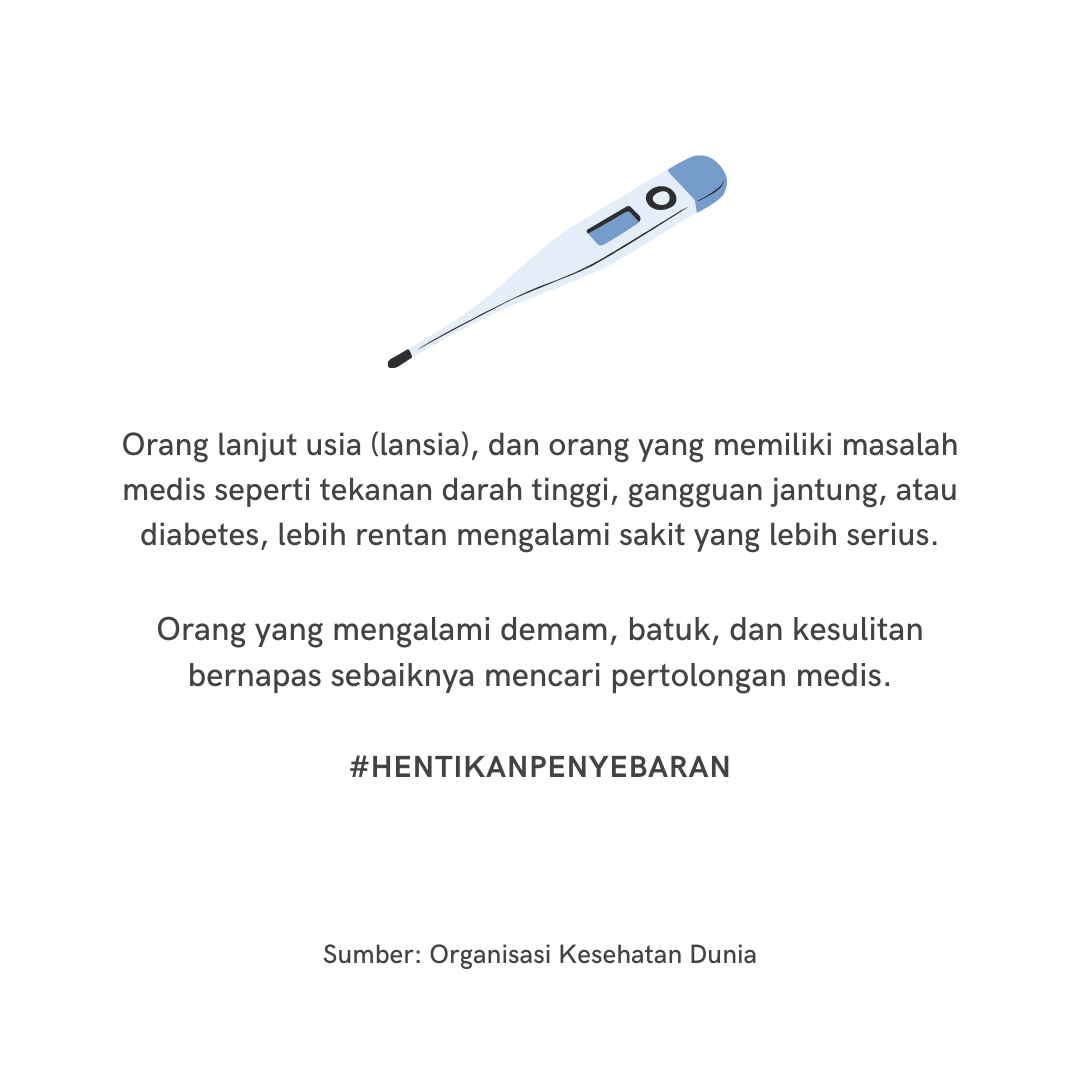 Orang lanjut usia (lansia), dan orang yang memiliki masalah
medis seperti tekanan darah tinggi, gangguan jantung, atau
diabetes, lebih rentan mengalami sakit yang lebih serius.
Orang yang mengalami demam, batuk, dan kesulitan
bernapas sebaiknya mencari pertolongan medis.
#HENTIKANPENYEBARAN
Sumber: Organisasi Kesehatan Dunia